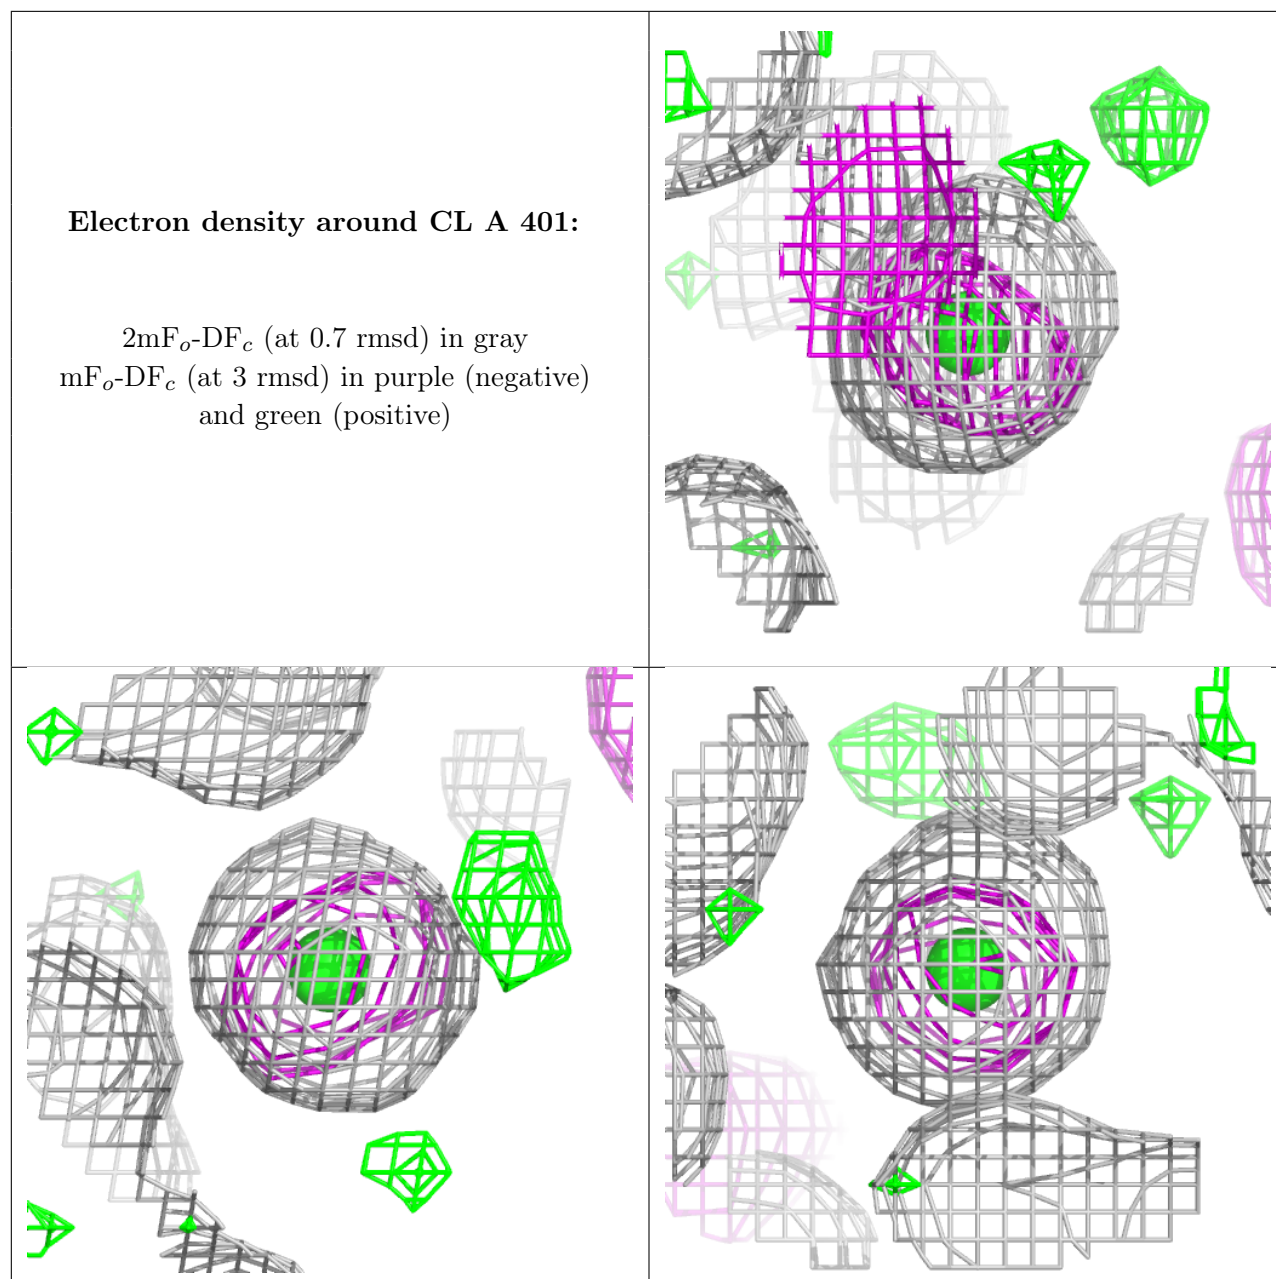 Electron density around CL A 401:
2mFo-DFc (at 0.7 rmsd) in gray
mFo-DFc (at 3 rmsd) in purple (negative)
and green (positive)